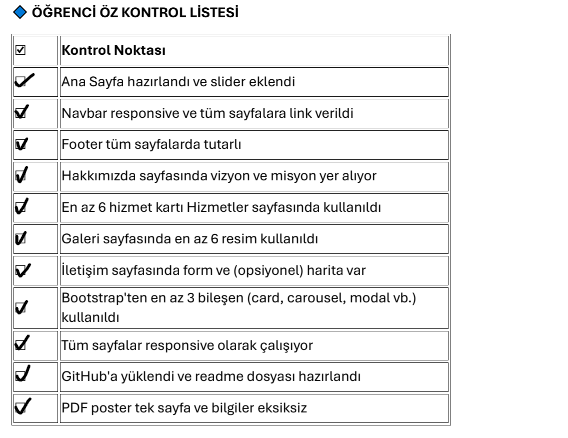 ÖĞRENCİ ÖZ KONTROL LİSTESİ
Kontrol Noktası
Ana Sayfa hazırlandı ve slider eklendi
Navbar responsive ve tüm sayfalara link verildi
Footer tüm sayfalarda tutarlı
Hakkımızda sayfasında vizyon ve misyon yer alıyor
En az 6 hizmet kartı Hizmetler sayfasında kullanıldı
Galeri sayfasında en az 6 resim kullanıldı
İletişim sayfasında form ve (opsiyonel) harita var
Bootstrap'ten en az 3 bileşen (card, carousel, modal vb.)
kullanıldı
Tüm sayfalar responsive olarak çalışıyor
GitHub'a yüklendi ve readme dosyası hazırlandı
PDF poster tek sayfa ve bilgiler eksiksiz